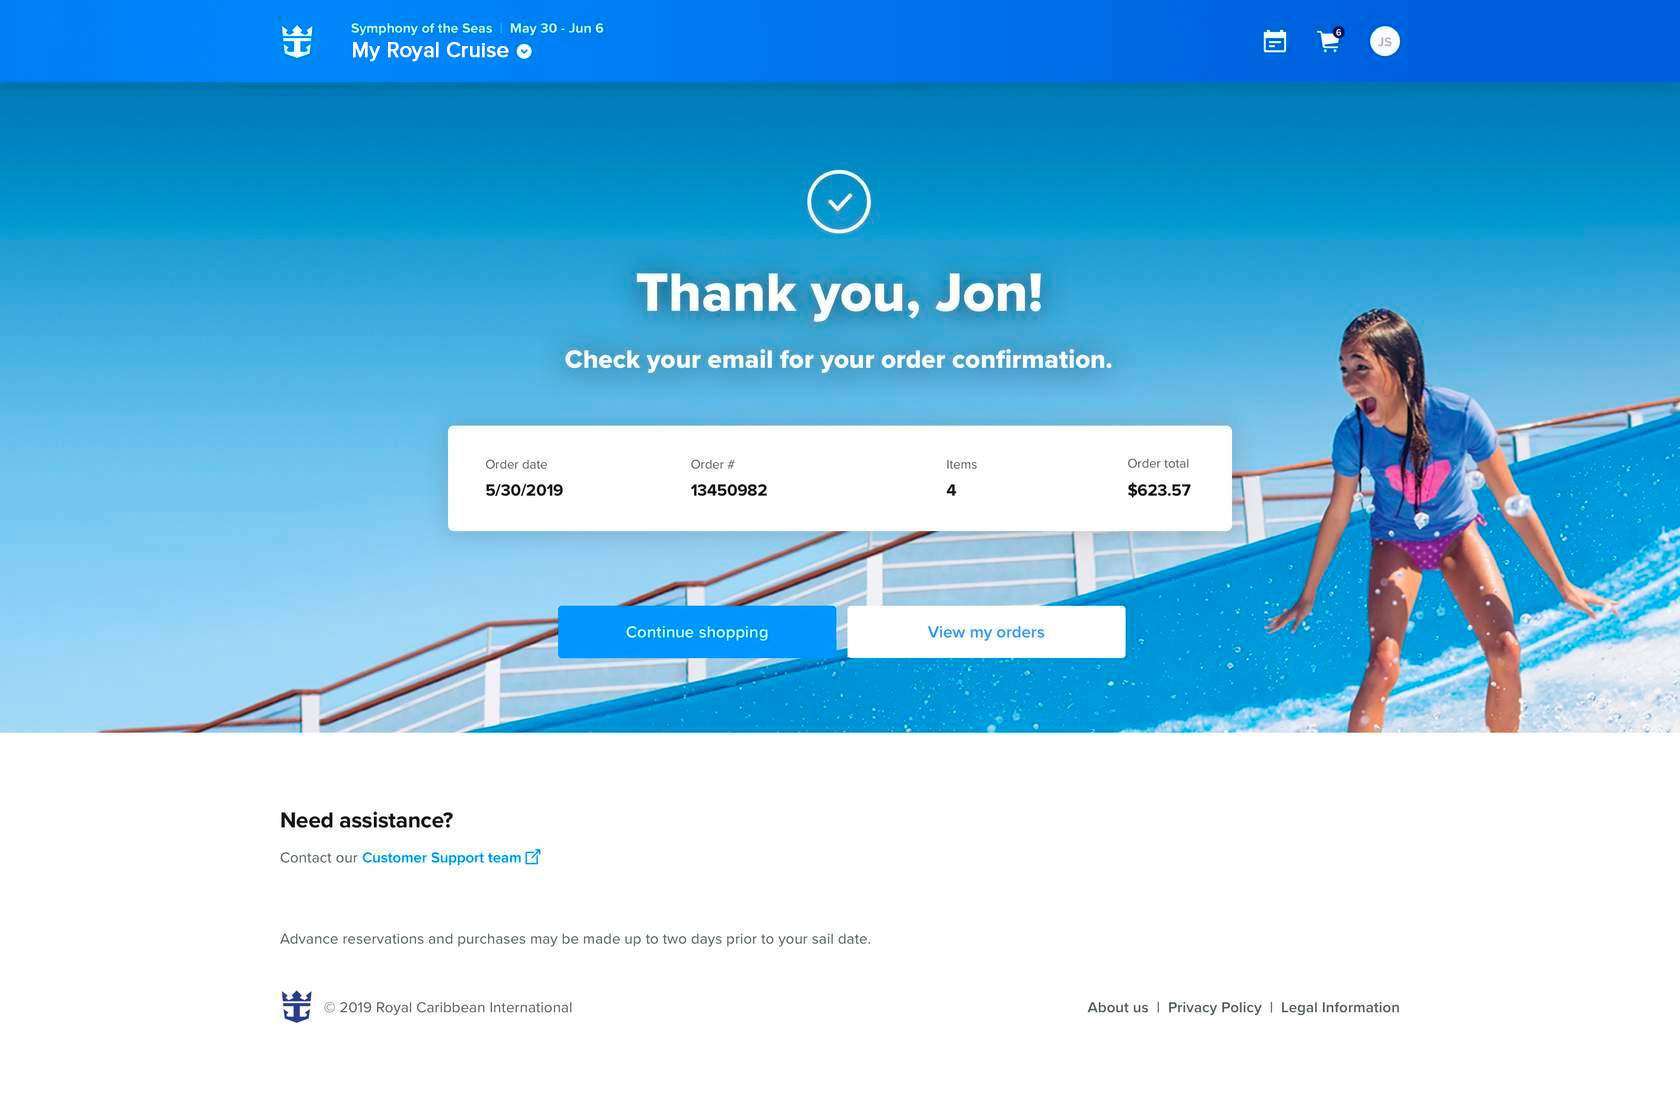 Symphony of the Seas | May 30 - Jun 6
My Royal Cruise
6
JS
Thank you, Jon!
Check your email for your order confirmation.
Order date
Order #
Items
Order total
5/30/2019
13450982
4
$623.57
Continue shopping
View my orders
Need assistance?
Contact our Customer Support team
Advance reservations and purchases may be made up to two days prior to your sail date.
© 2019 Royal Caribbean International
About us | Privacy Policy | Legal Information